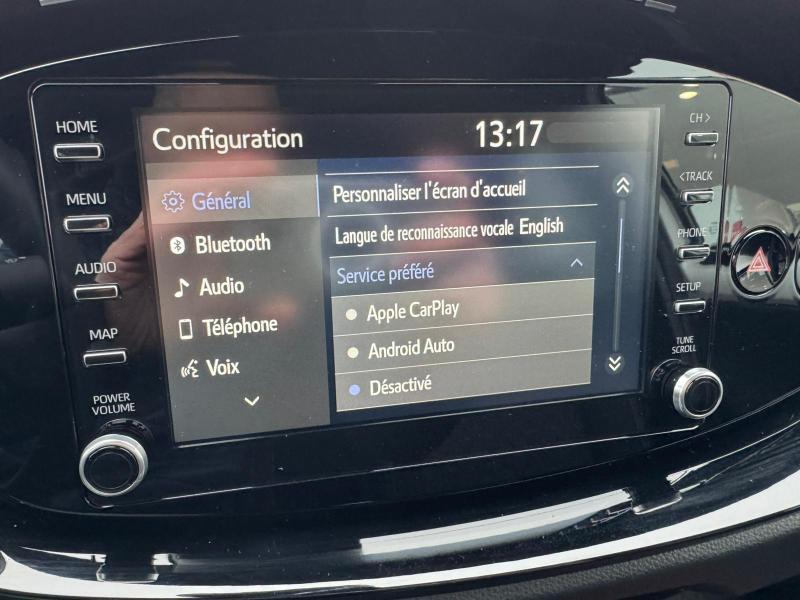 HOME
MENU
AUDIO
MAP
POWER
VOLUME
Configuration 13:17
Général
Bluetooth
Audio
Téléphone
Voix
Personnaliser l'écran d'accueil
Langue de reconnaissance vocale English
Service préféré
Apple CarPlay
Android Auto
Désactivé
CH >
< TRACK
PHONE
SETUP
TUNE
SCROLL